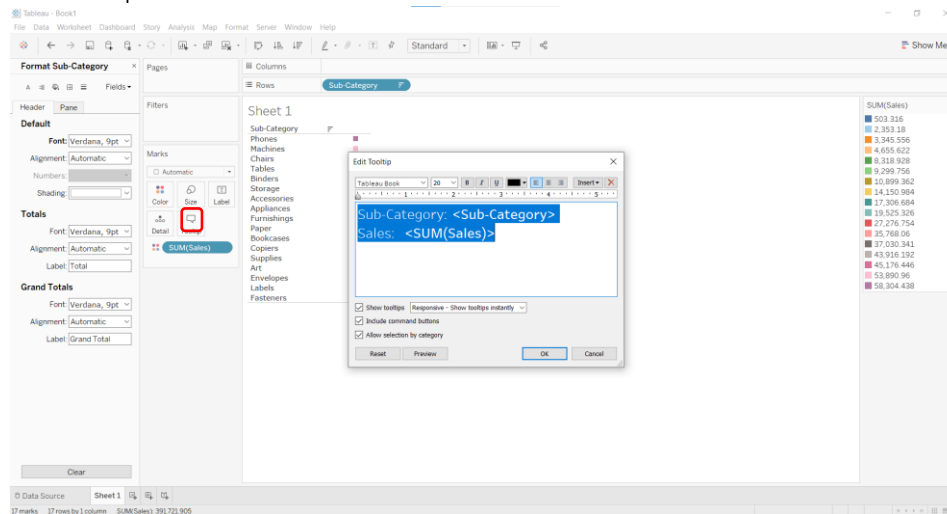 Tableau - Book1
File Data Worksheet Dashboard Story Analysis Map Format Server Window Help
Standard
Show Me
Format Sub-Category
Fields
Header Pane
Default
Font: Verdana, 9pt
Alignment: Automatic
Numbers:
Shading:
Totals
Font: Verdana, 9pt
Alignment: Automatic
Label: Total
Grand Totals
Font: Verdana, 9pt
Alignment: Automatic
Label: Grand Total
Clear
Pages
Filters
Marks
Automatic
Color Size Label
Detail
SUM(Sales)
Columns
Rows Sub-Category
Sheet 1
Sub-Category
Phones
Machines
Chairs
Tables
Binders
Storage
Accessories
Appliances
Furnishings
Paper
Bookcases
Copiers
Supplies
Art
Envelopes
Labels
Fasteners
Edit Tooltip
Tableau Book 20 B I U Insert
1 2 3 4 5
Sub-Category: <Sub-Category>
Sales: <SUM(Sales)>
Show tooltips Responsive - Show tooltips instantly
Include command buttons
Allow selection by category
Reset Preview OK Cancel
SUM(Sales)
503.316
2,353.18
3,345.556
4,655.622
8,318.928
9,299.756
10,899.362
14,150.984
17,306.684
19,525.326
27,276.754
35,768.06
37,030.341
43,916.192
45,176.446
53,890.96
58,304.438
Data Source Sheet 1
17 marks 17 rows by 1 column SUM(Sales): 391,721.905